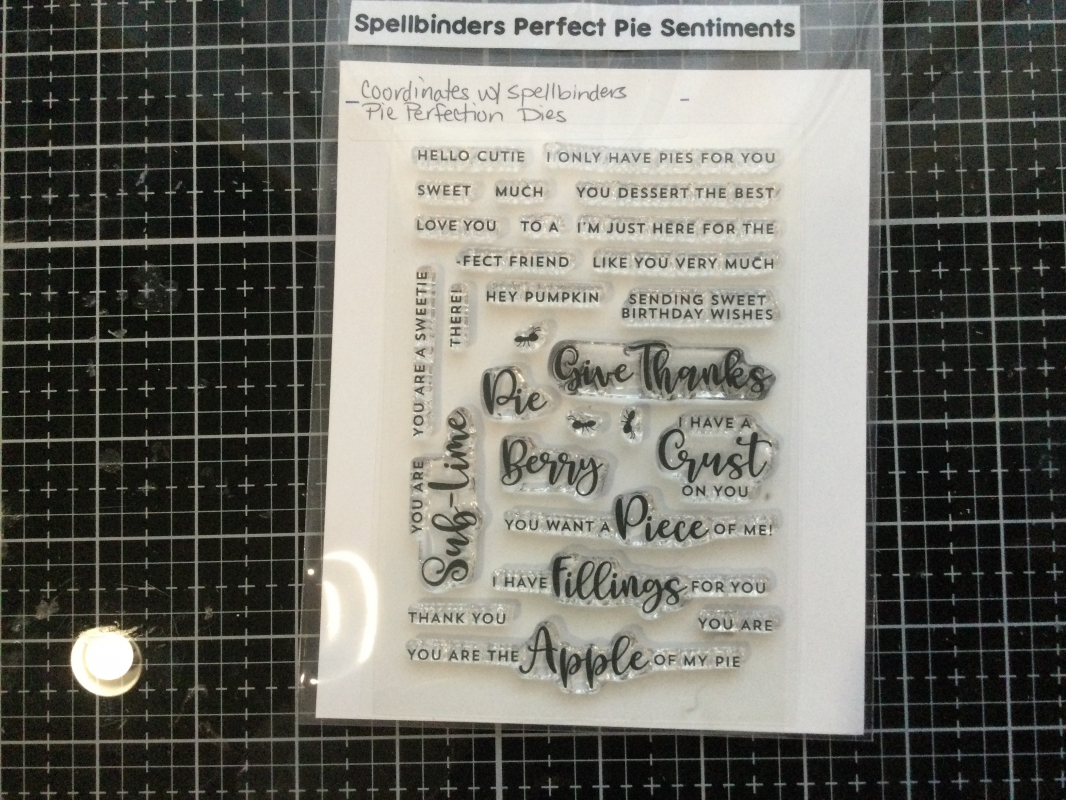 Spellbinders Perfect Pie Sentiments
Coordinates w/ Spellbinders
Pie Perfection Dies
HELLO CUTIE
I ONLY HAVE PIES FOR YOU
SWEET
MUCH
YOU DESSERT THE BEST
LOVE YOU
TO A
I'M JUST HERE FOR THE
-FECT FRIEND
LIKE YOU VERY MUCH
YOU ARE A SWEETIE
THERE!
HEY PUMPKIN
SENDING SWEET
BIRTHDAY WISHES
Give Thanks
Pie
I HAVE A
Crust
ON YOU
Berry
YOU ARE
Sub-Lime
YOU WANT A Piece OF ME!
I HAVE Fillings FOR YOU
THANK YOU
YOU ARE
YOU ARE THE Apple OF MY PIE